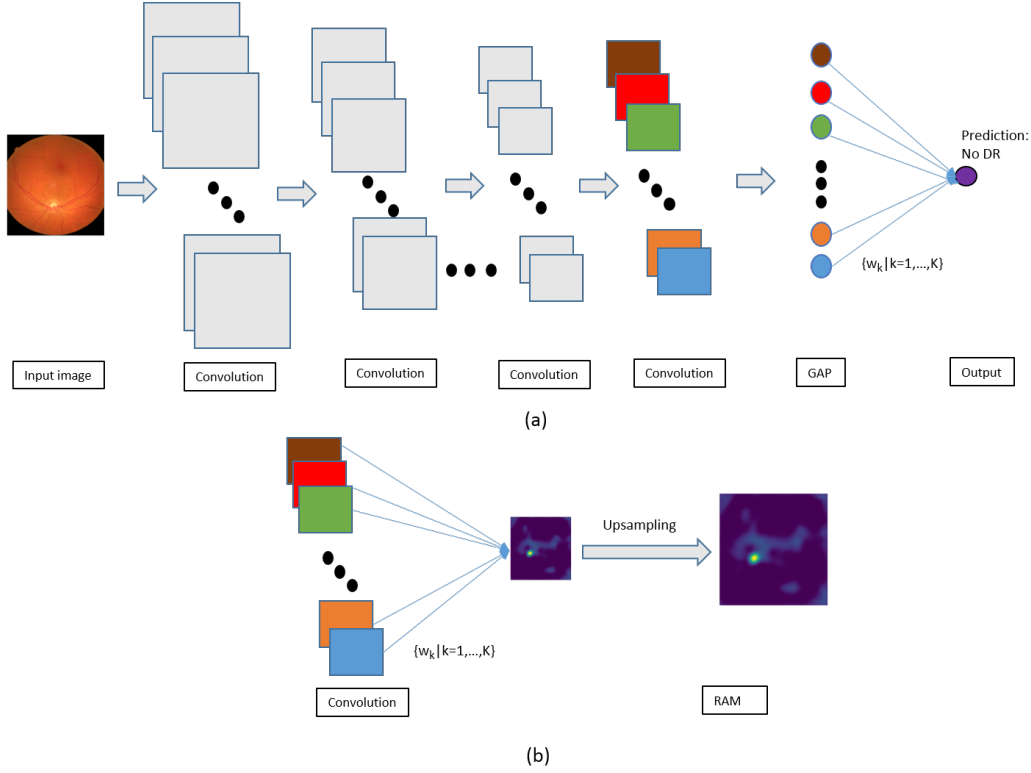 Prediction:
No DR
{wk|k=1,...,K}
Input image
Convolution
Convolution
Convolution
Convolution
GAP
Output
(a)
Upsampling
{wk|k=1,...,K}
Convolution
RAM
(b)